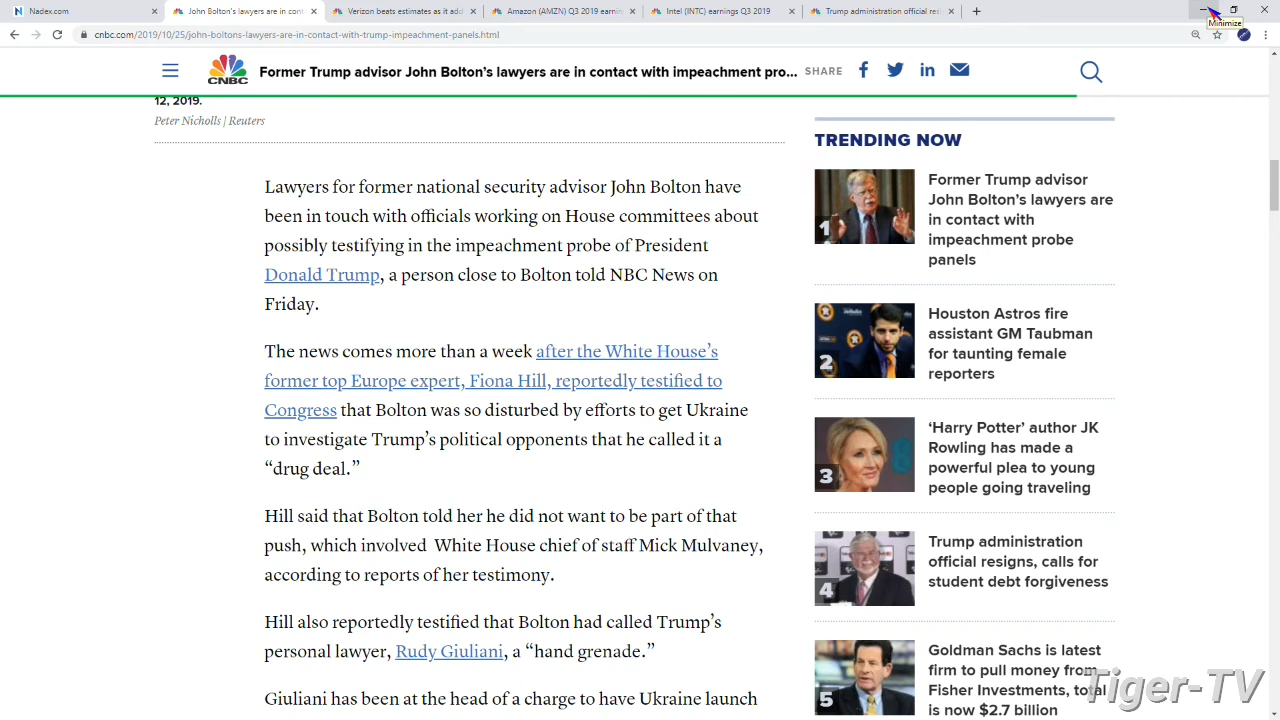 Nadex.com
John Bolton's lawyers are in cont
Verizon beats estimates as it add
Amazon (AMZN) Q3 2019 earnin
Intel (INTC) earnings Q3 2019
Trump administration official resi
Minimize
cnbc.com/2019/10/25/john-boltons-lawyers-are-in-contact-with-trump-impeachment-panels.html
CNBC
Former Trump advisor John Bolton's lawyers are in contact with impeachment pro...
SHARE
12, 2019.
Peter Nicholls | Reuters
Lawyers for former national security advisor John Bolton have
been in touch with officials working on House committees about
possibly testifying in the impeachment probe of President
Donald Trump, a person close to Bolton told NBC News on
Friday.
The news comes more than a week after the White House's
former top Europe expert, Fiona Hill, reportedly testified to
Congress that Bolton was so disturbed by efforts to get Ukraine
to investigate Trump's political opponents that he called it a
“drug deal.”
Hill said that Bolton told her he did not want to be part of that
push, which involved White House chief of staff Mick Mulvaney,
according to reports of her testimony.
Hill also reportedly testified that Bolton had called Trump's
personal lawyer, Rudy Giuliani, a “hand grenade.”
Giuliani has been at the head of a charge to have Ukraine launch
TRENDING NOW
1
Former Trump advisor
John Bolton's lawyers are
in contact with
impeachment probe
panels
2
Houston Astros fire
assistant GM Taubman
for taunting female
reporters
3
‘Harry Potter’ author JK
Rowling has made a
powerful plea to young
people going traveling
4
Trump administration
official resigns, calls for
student debt forgiveness
5
Goldman Sachs is latest
firm to pull money from
Fisher Investments, total
is now $2.7 billion
Tiger-TV